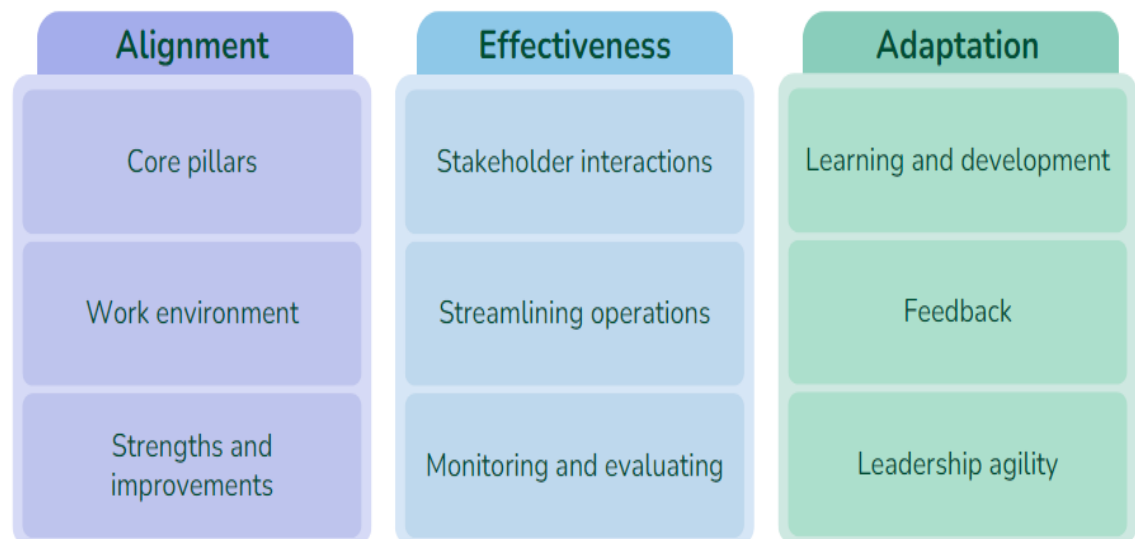 Alignment
Core pillars
Work environment
Strengths and
improvements
Effectiveness
Stakeholder interactions
Streamlining operations
Monitoring and evaluating
Adaptation
Learning and development
Feedback
Leadership agility